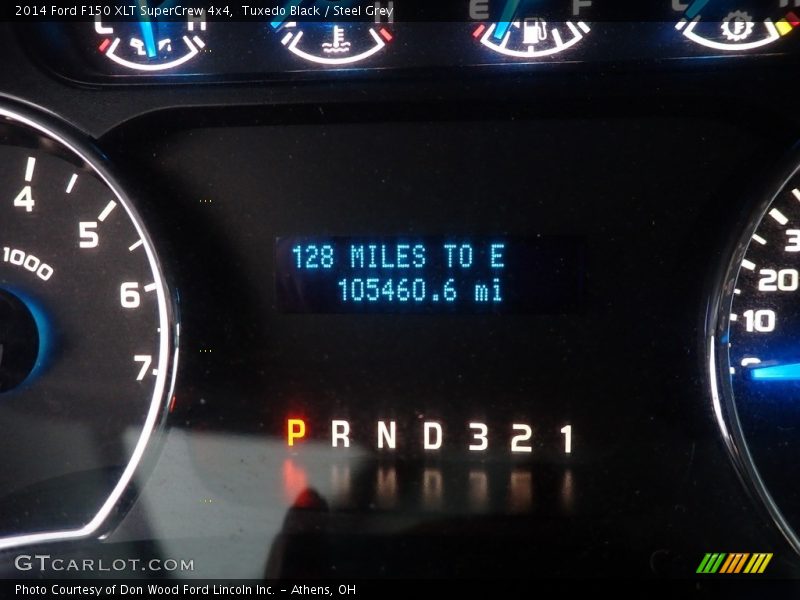 2014 Ford F150 XLT SuperCrew 4x4,  Tuxedo Black / Steel Grey
E F
4
5
6
7
1000
128 MILES TO E
105460.6 mi
20
10
P R N D 3 2 1
GTCARLOT.COM
Photo Courtesy of Don Wood Ford Lincoln Inc. - Athens, OH